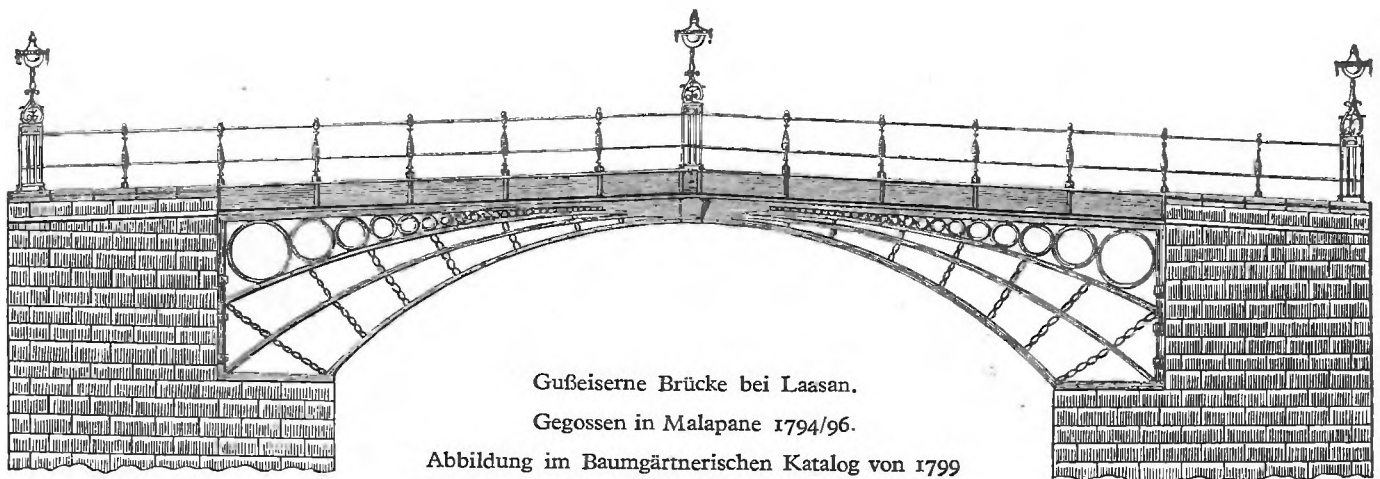 Gußeiserne Brücke bei Laasan.
Gegossen in Malapane 1794/96.
Abbildung im Baumgärtnerischen Katalog von 1799